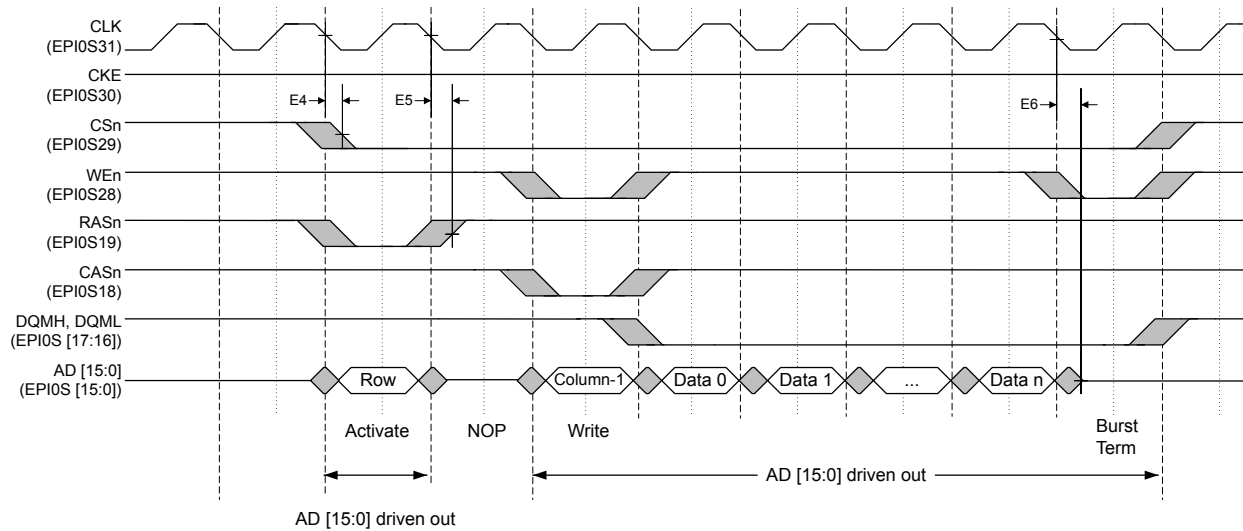 CLK
(EPI0S31)
CKE
(EPI0S30)
E4
E5
E6
CSn
(EPI0S29)
WEn
(EPI0S28)
RASn
(EPI0S19)
CASn
(EPI0S18)
DQMH, DQML
(EPI0S [17:16])
AD [15:0]
(EPI0S [15:0])
Row
Column-1
Data 0
Data 1
...
Data n
Activate
NOP
Write
Burst
Term
AD [15:0] driven out
AD [15:0] driven out